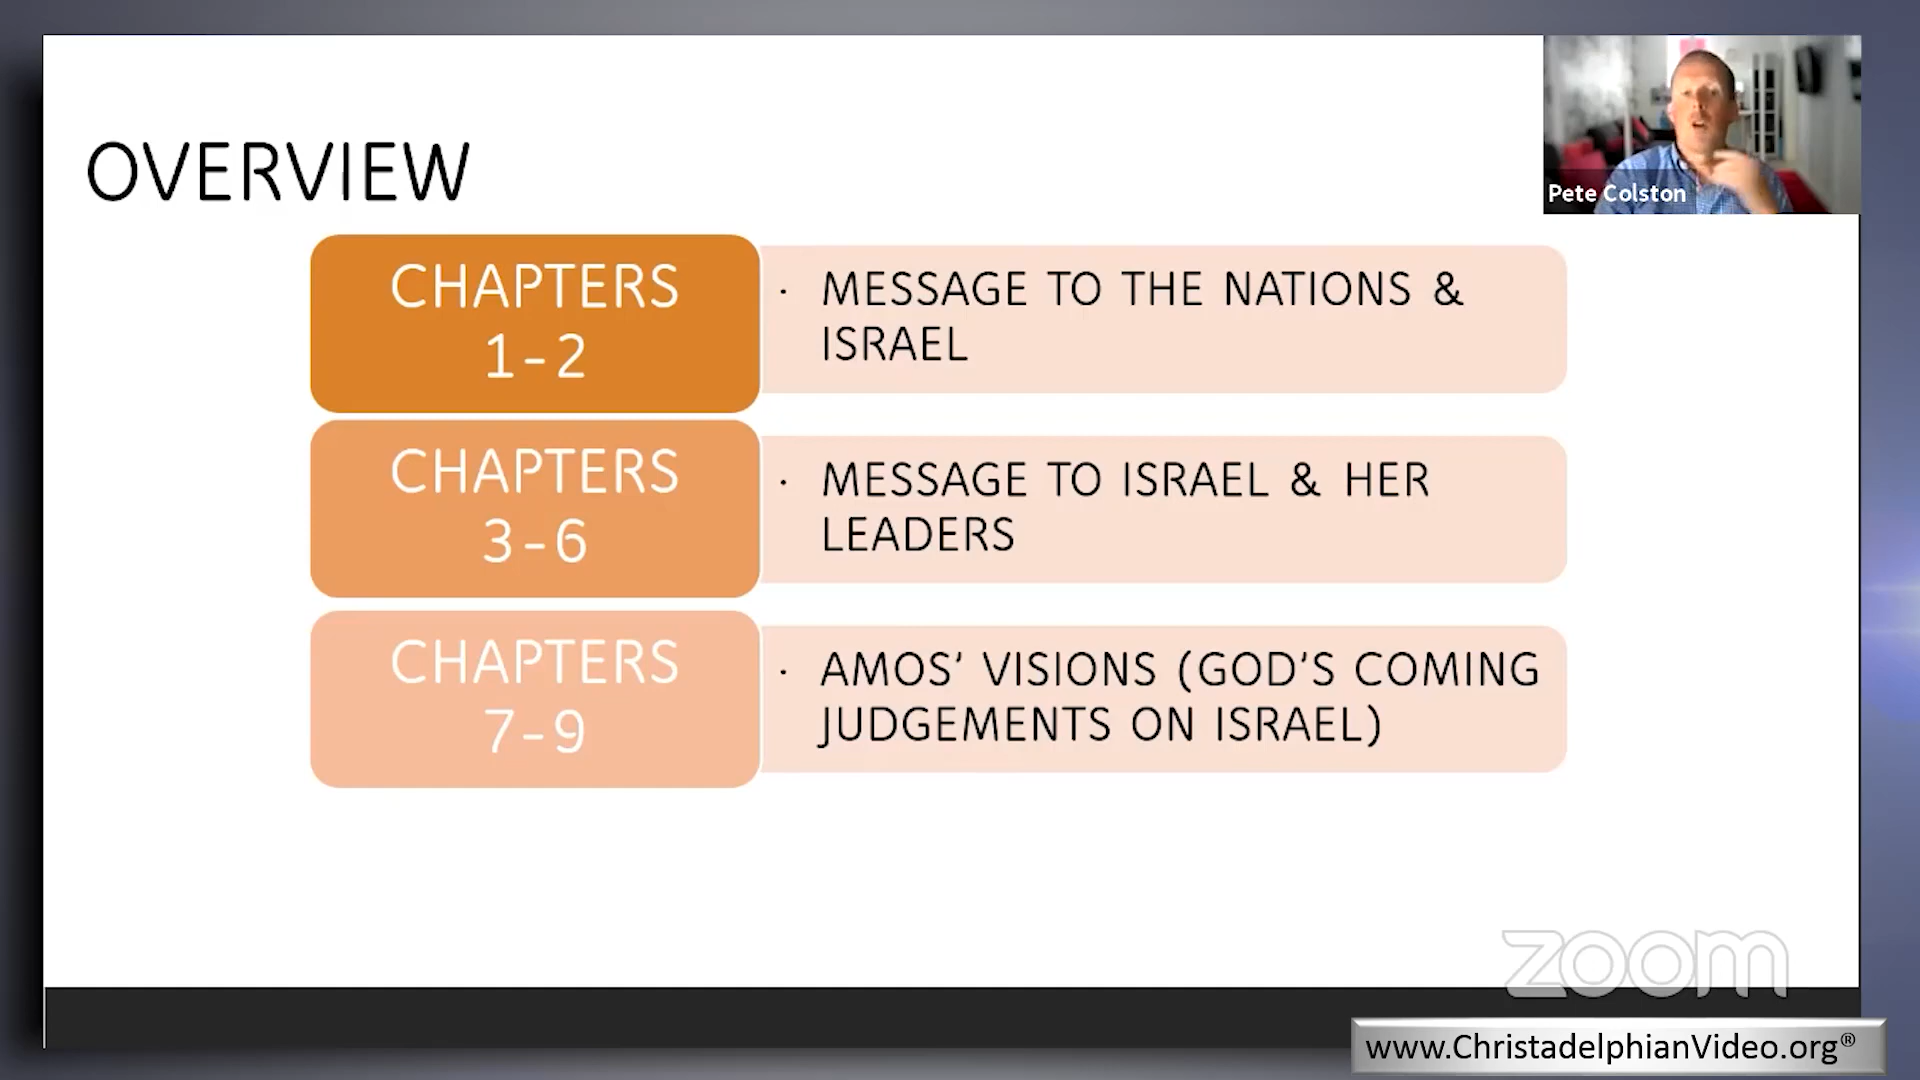 OVERVIEW
Pete Colston
CHAPTERS
1-2
· MESSAGE TO THE NATIONS &
ISRAEL
CHAPTERS
3-6
· MESSAGE TO ISRAEL & HER
LEADERS
CHAPTERS
7-9
· AMOS' VISIONS (GOD'S COMING
JUDGEMENTS ON ISRAEL)
zoom
www.ChristadelphianVideo.org®